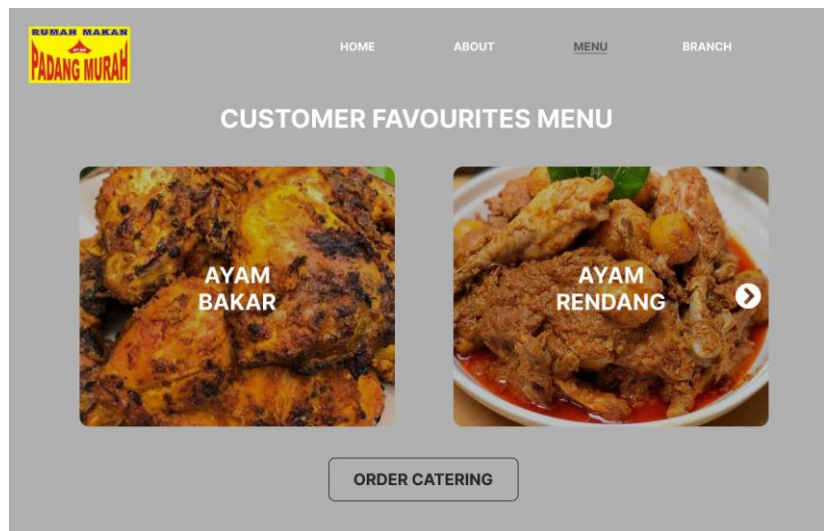 RUMAH MAKAN
PADANG MURAH
HOME ABOUT MENU BRANCH
CUSTOMER FAVOURITES MENU
AYAM
BAKAR
AYAM
RENDANG
ORDER CATERING